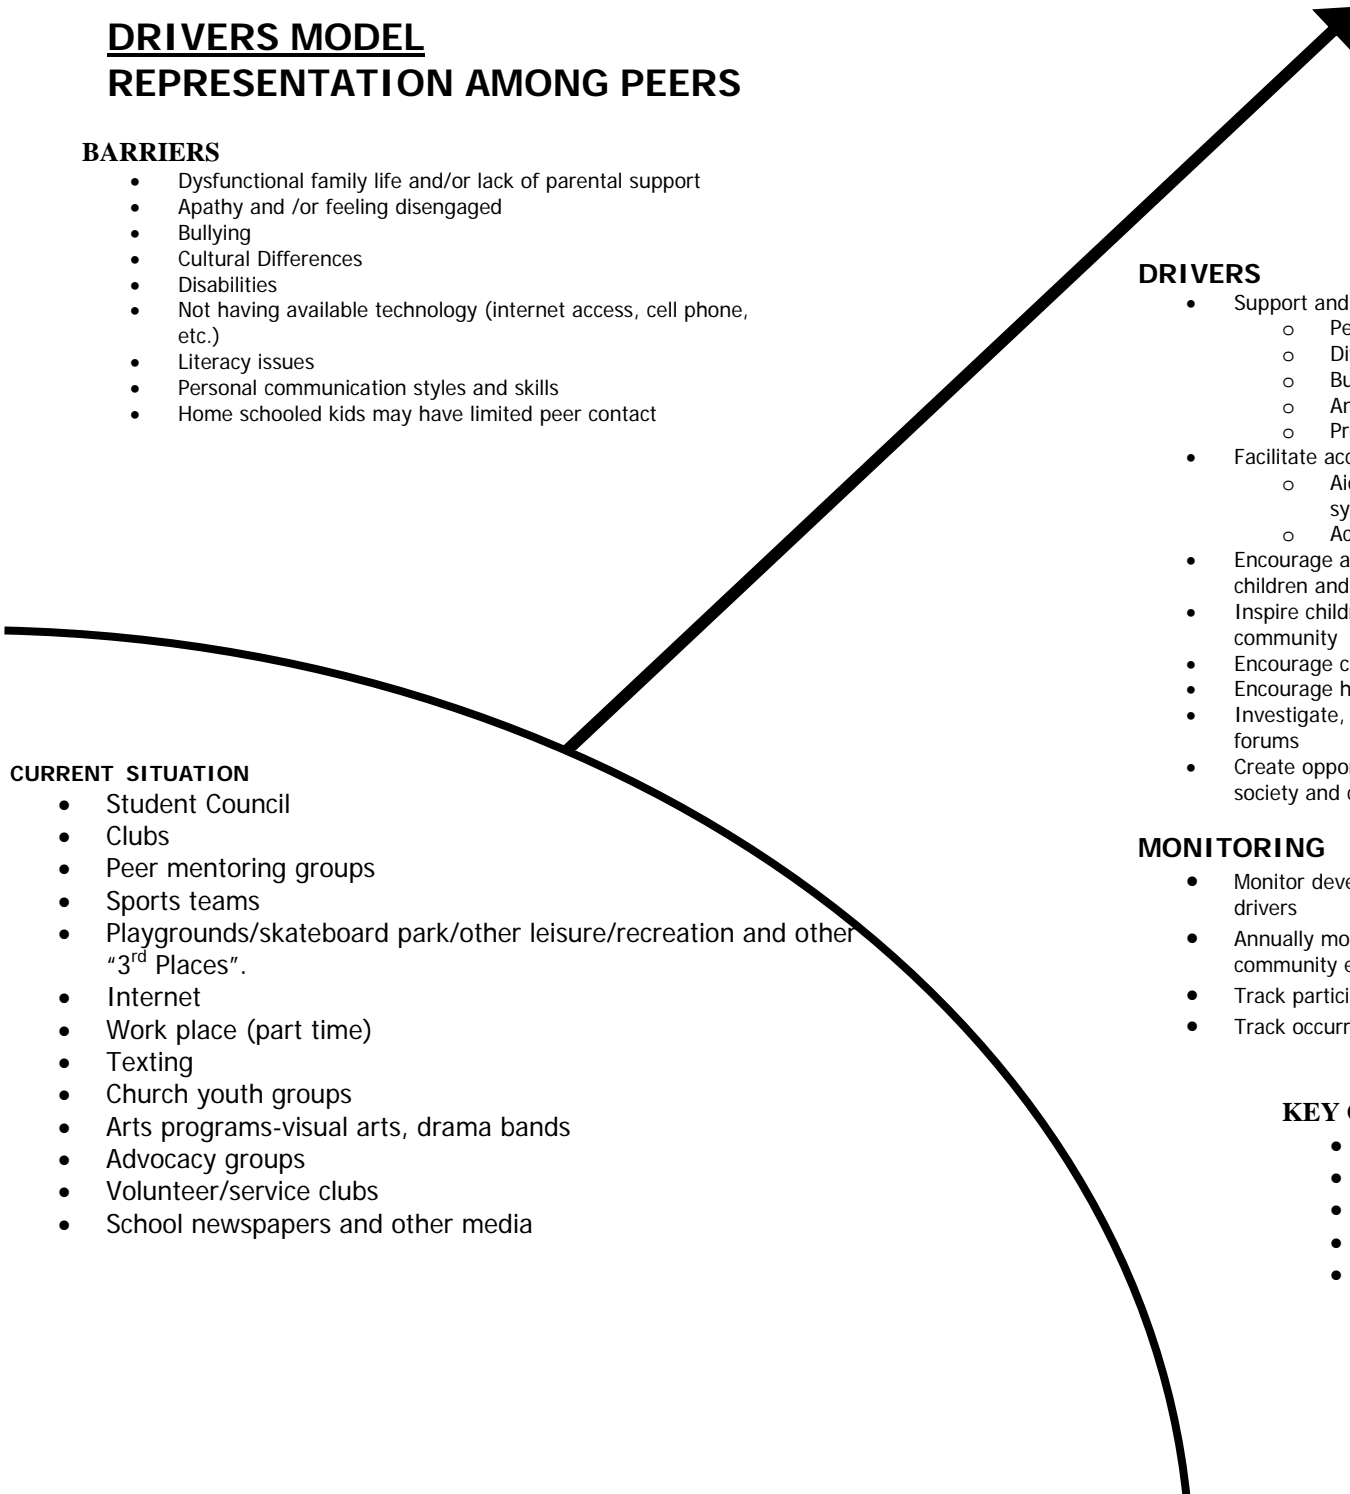 DRIVERS MODEL
REPRESENTATION AMONG PEERS
BARRIERS
• Dysfunctional family life and/or lack of parental support
• Apathy and /or feeling disengaged
• Bullying
• Cultural Differences
• Disabilities
• Not having available technology (internet access, cell phone,
etc.)
• Literacy issues
• Personal communication styles and skills
• Home schooled kids may have limited peer contact
CURRENT SITUATION
• Student Council
• Clubs
• Peer mentoring groups
• Sports teams
• Playgrounds/skateboard park/other leisure/recreation and other
“3rd Places”.
• Internet
• Work place (part time)
• Texting
• Church youth groups
• Arts programs-visual arts, drama bands
• Advocacy groups
• Volunteer/service clubs
• School newspapers and other media
DRIVERS
• Support and
• Facilitate
• Encourage
children and
• Inspire
community
• Encourage
• Encourage
• Investigate,
forums
• Create
society and
MONITORING
• Monitor
drivers
• Annually
community
• Track
• Track
KEY